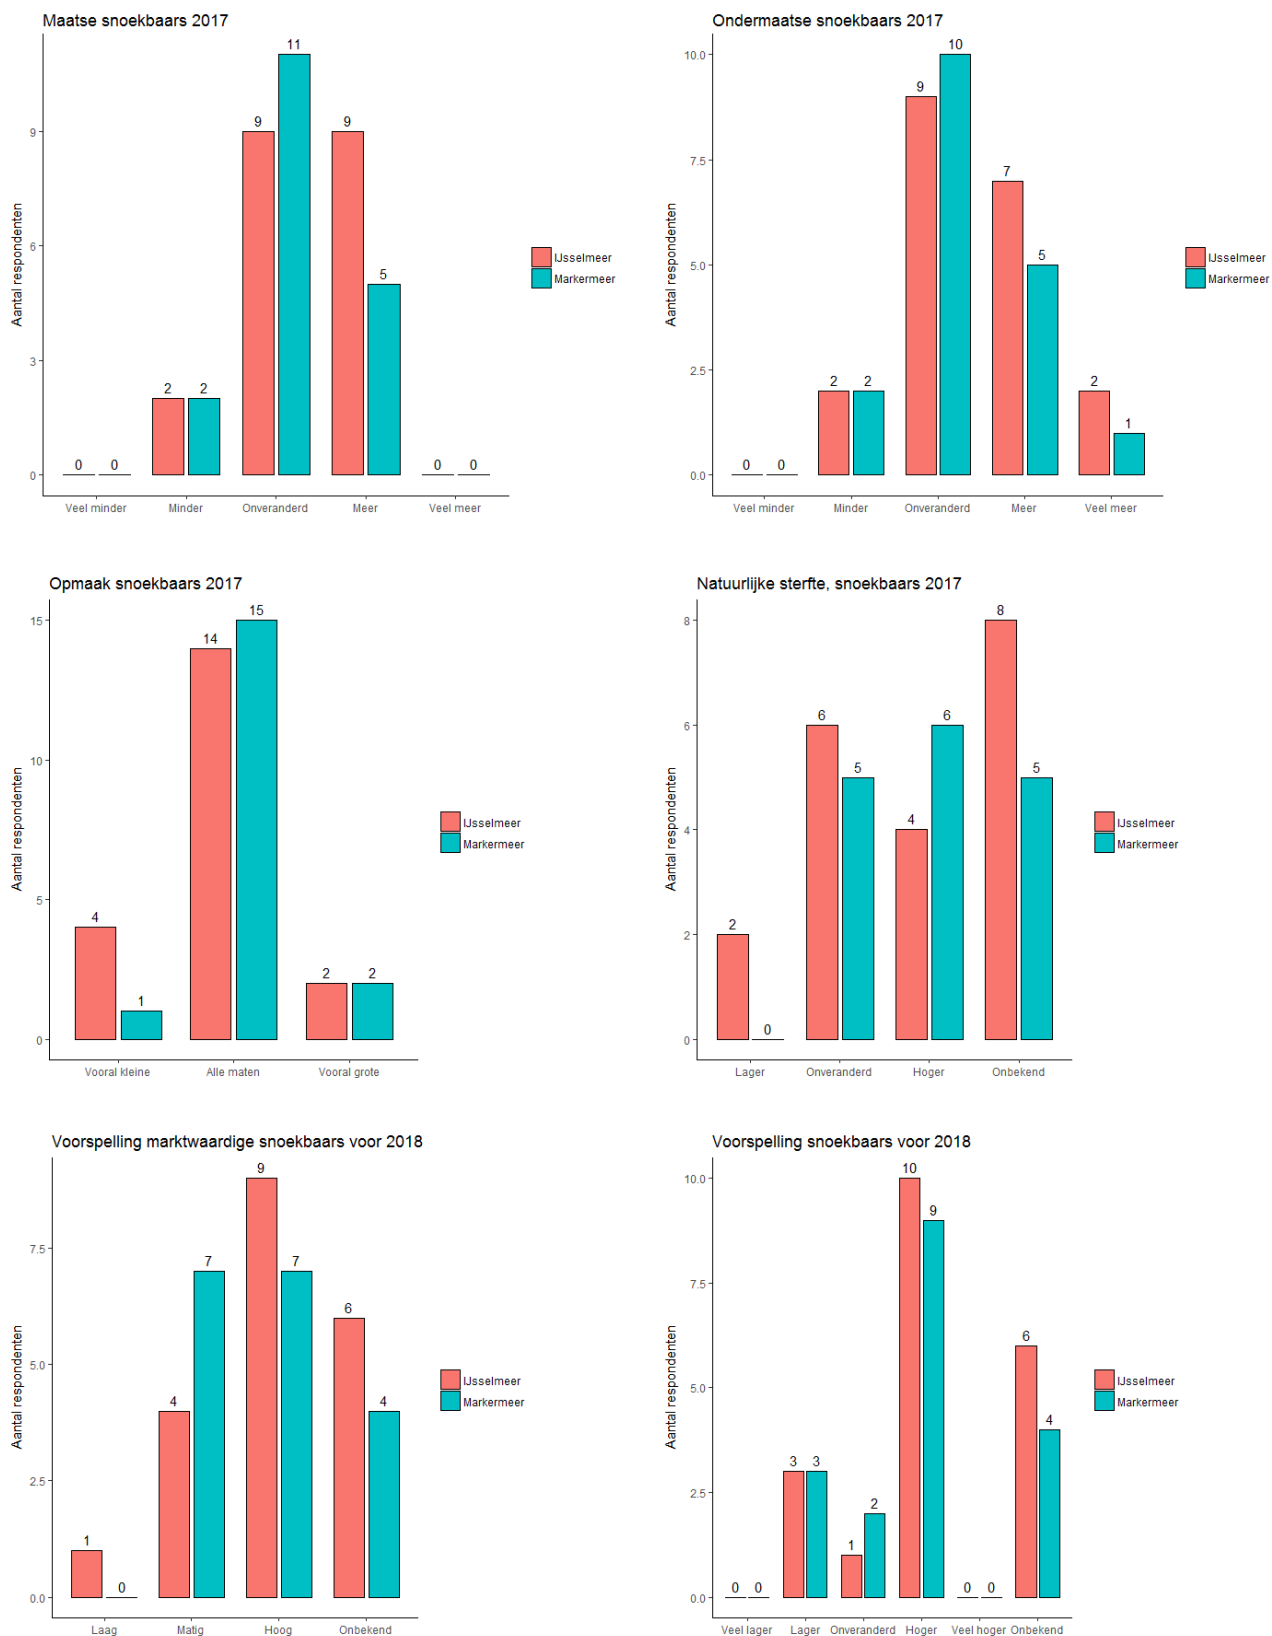 Maatse snoekbaars 2017
Aantal respondenten
9
6
3
0
0 0 2 2 9 11 9 5 0 0
Veel minder Minder Onveranderd Meer Veel meer
IJsselmeer
Markermeer
Ondermaatse snoekbaars 2017
Aantal respondenten
10.0
7.5
5.0
2.5
0.0
0 0 2 2 9 10 7 5 2 1
Veel minder Minder Onveranderd Meer Veel meer
IJsselmeer
Markermeer
Opmaak snoekbaars 2017
Aantal respondenten
15
10
5
0
4 1 14 15 2 2
Vooral kleine Alle maten Vooral grote
IJsselmeer
Markermeer
Natuurlijke sterfte, snoekbaars 2017
Aantal respondenten
8
6
4
2
0
2 0 6 5 4 6 8 5
Lager Onveranderd Hoger Onbekend
IJsselmeer
Markermeer
Voorspelling marktwaardige snoekbaars voor 2018
Aantal respondenten
7.5
5.0
2.5
0.0
1 0 4 7 9 7 6 4
Laag Matig Hoog Onbekend
IJsselmeer
Markermeer
Voorspelling snoekbaars voor 2018
Aantal respondenten
10.0
7.5
5.0
2.5
0.0
0 0 3 3 1 2 10 9 0 0 6 4
Veel lager Lager Onveranderd Hoger Veel hoger Onbekend
IJsselmeer
Markermeer